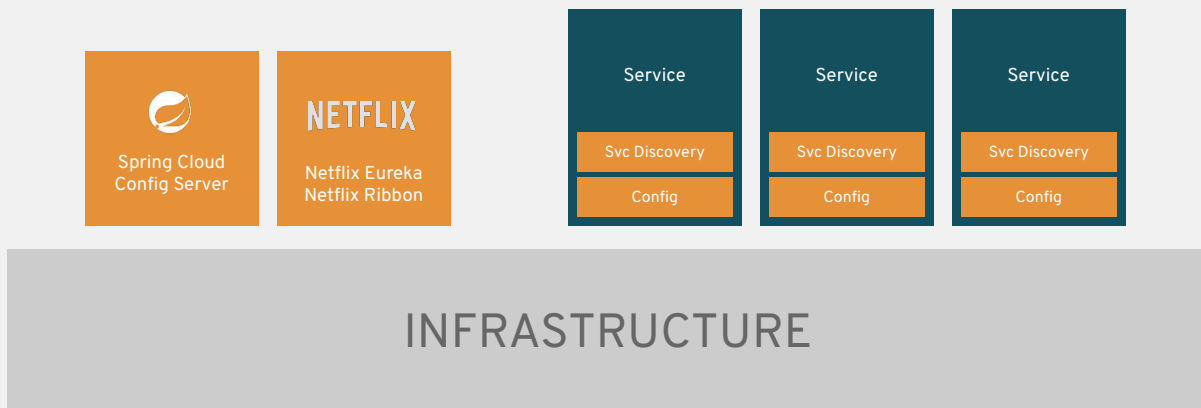 Spring Cloud
Config Server
NETFLIX
Netflix Eureka
Netflix Ribbon
Service
Svc Discovery
Config
Service
Svc Discovery
Config
Service
Svc Discovery
Config
INFRASTRUCTURE